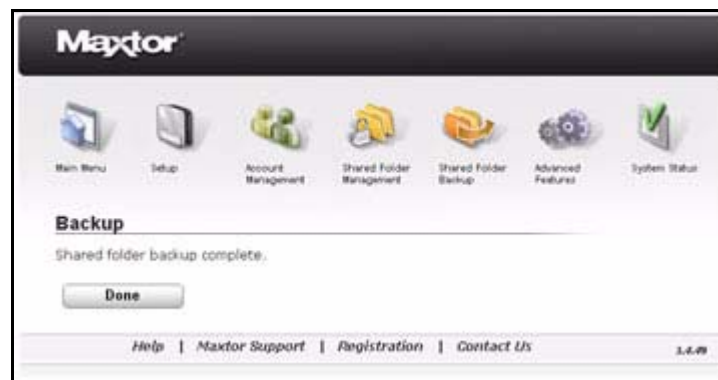 Maxtor
Main Menu
Setup
Account Management
Shared Folder Management
Shared Folder Backup
Advanced Features
System Status
Backup
Shared folder backup complete.
Done
Help | Maxtor Support | Registration | Contact Us